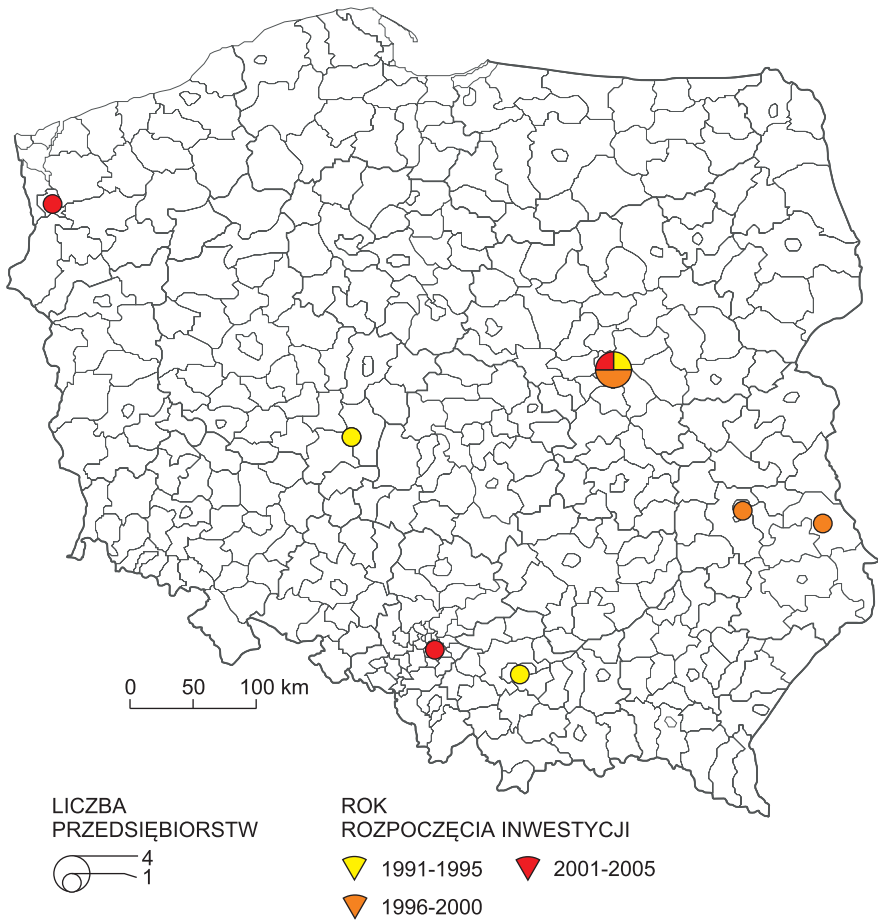 0 50 100 km
LICZBA
PRZEDSIĘBIORSTW
4
1
ROK
ROZPOCZĘCIA INWESTYCJI
1991-1995
2001-2005
1996-2000